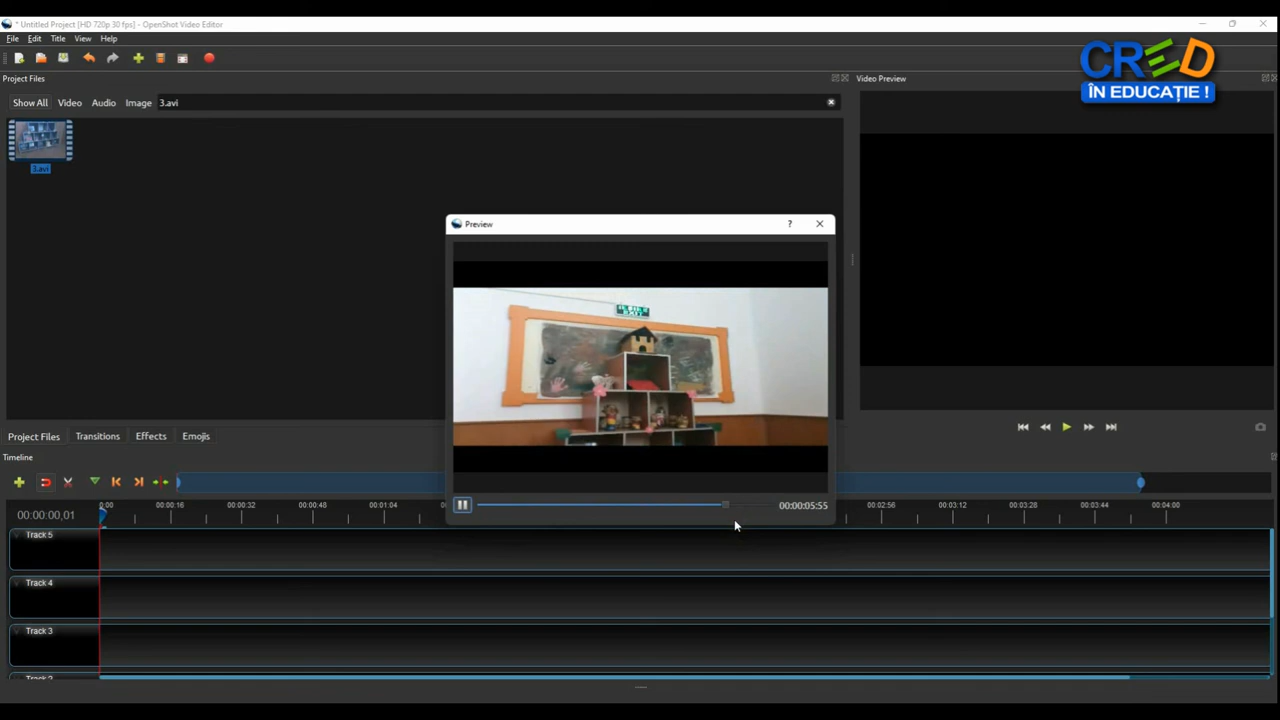 * Untitled Project [HD 720p 30 fps] - OpenShot Video Editor
File Edit Title View Help
CRED
ÎN EDUCAȚIE !
Project Files
Video Preview
Show All Video Audio Image 3.avi
3.avi
Preview
EXIT
00:00:05:55
Project Files Transitions Effects Emojis
Timeline
00:00:00,01
0:00 00:00:16 00:00:32 00:00:48 00:01:04 00:02:56 00:03:12 00:03:28 00:03:44 00:04:00
Track 5
Track 4
Track 3
Track 2